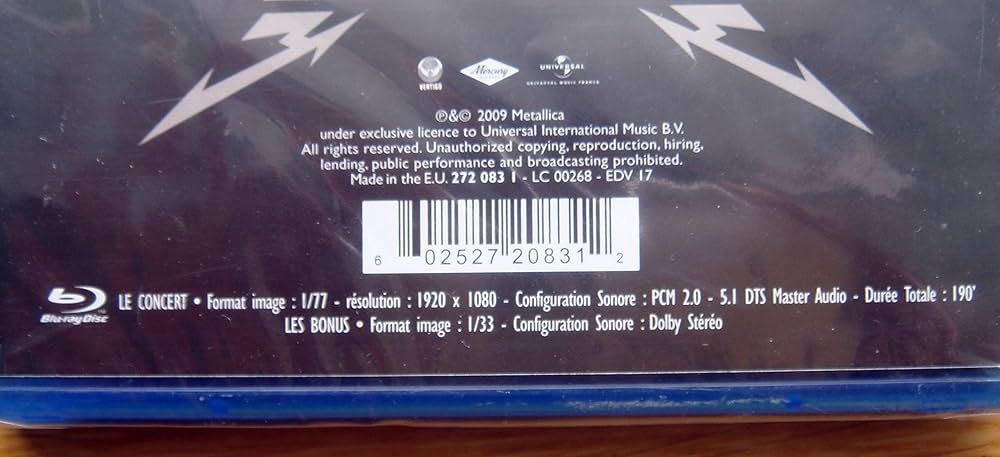 VERTIGO
Mercury
UNIVERSAL
UNIVERSAL MUSIC FRANCE
℗&© 2009 Metallica
under exclusive licence to Universal International Music B.V.
All rights reserved. Unauthorized copying, reproduction, hiring,
lending, public performance and broadcasting prohibited.
Made in the E.U. 272 083 1 - LC 00268 - EDV 17
6 02527 20831 2
Blu-ray Disc LE CONCERT • Format image : 1/77 - résolution : 1920 x 1080 - Configuration Sonore : PCM 2.0 - 5.1 DTS Master Audio - Durée Totale : 190'
LES BONUS • Format image : 1/33 - Configuration Sonore : Dolby Stéréo